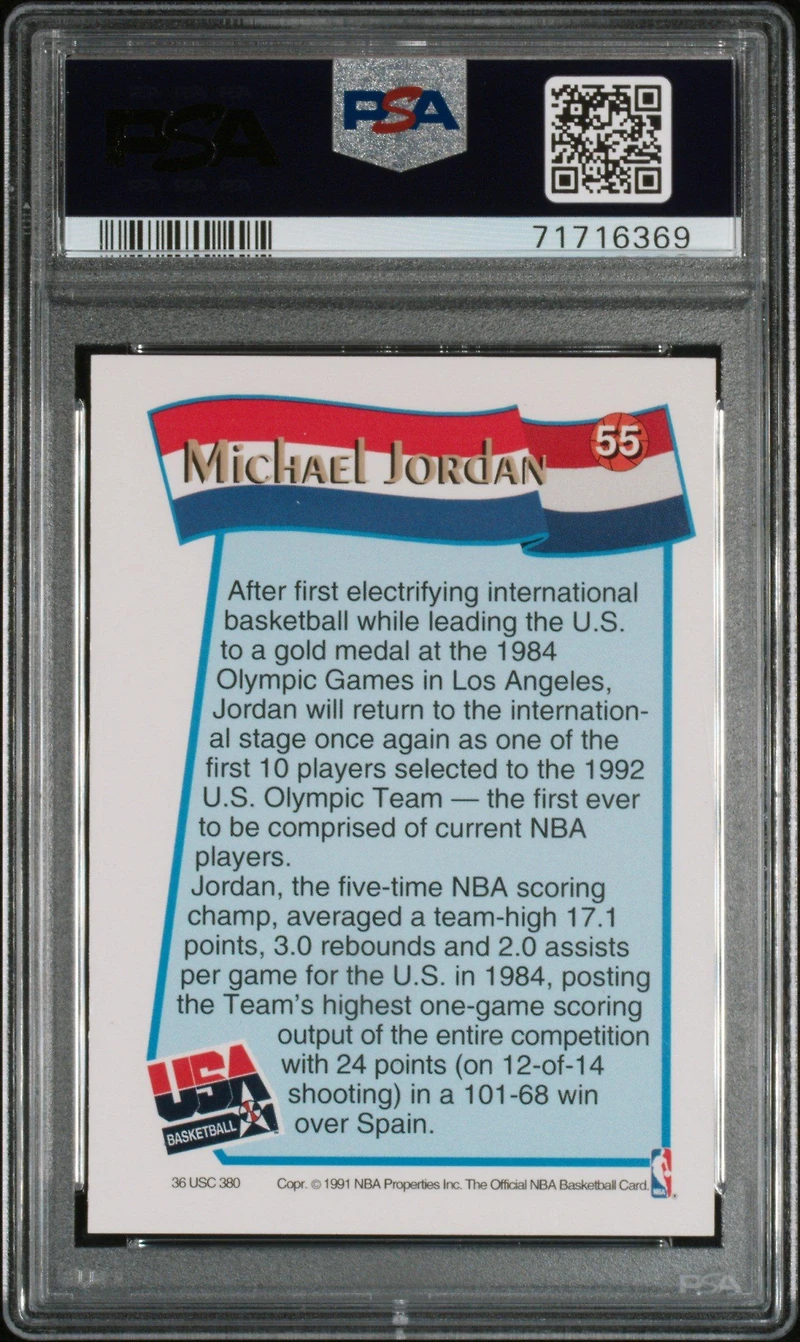 PSA
PSA
71716369
Michael Jordan
55
After first electrifying international
basketball while leading the U.S.
to a gold medal at the 1984
Olympic Games in Los Angeles,
Jordan will return to the internation-
al stage once again as one of the
first 10 players selected to the 1992
U.S. Olympic Team — the first ever
to be comprised of current NBA
players.
Jordan, the five-time NBA scoring
champ, averaged a team-high 17.1
points, 3.0 rebounds and 2.0 assists
per game for the U.S. in 1984, posting
the Team's highest one-game scoring
output of the entire competition
with 24 points (on 12-of-14
shooting) in a 101-68 win
over Spain.
USA
BASKETBALL
36 USC 380
Copr. © 1991 NBA Properties Inc. The Official NBA Basketball Card.
NBA
PSA